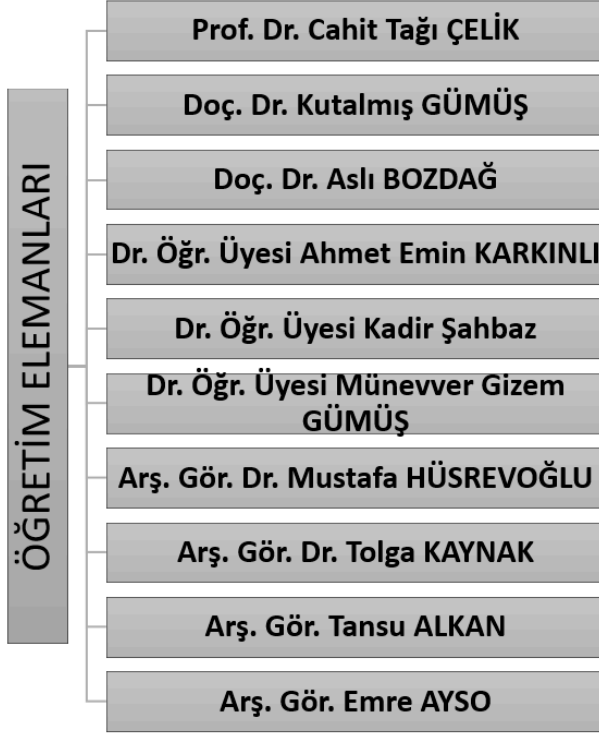 ÖĞRETİM ELEMANLARI
Prof. Dr. Cahit Tağı ÇELİK
Doç. Dr. Kutalmış GÜMÜŞ
Doç. Dr. Aslı BOZDAĞ
Dr. Öğr. Üyesi Ahmet Emin KARKINLI
Dr. Öğr. Üyesi Kadir Şahbaz
Dr. Öğr. Üyesi Münevver Gizem
GÜMÜŞ
Arş. Gör. Dr. Mustafa HÜSREVOĞLU
Arş. Gör. Dr. Tolga KAYNAK
Arş. Gör. Tansu ALKAN
Arş. Gör. Emre AYSO